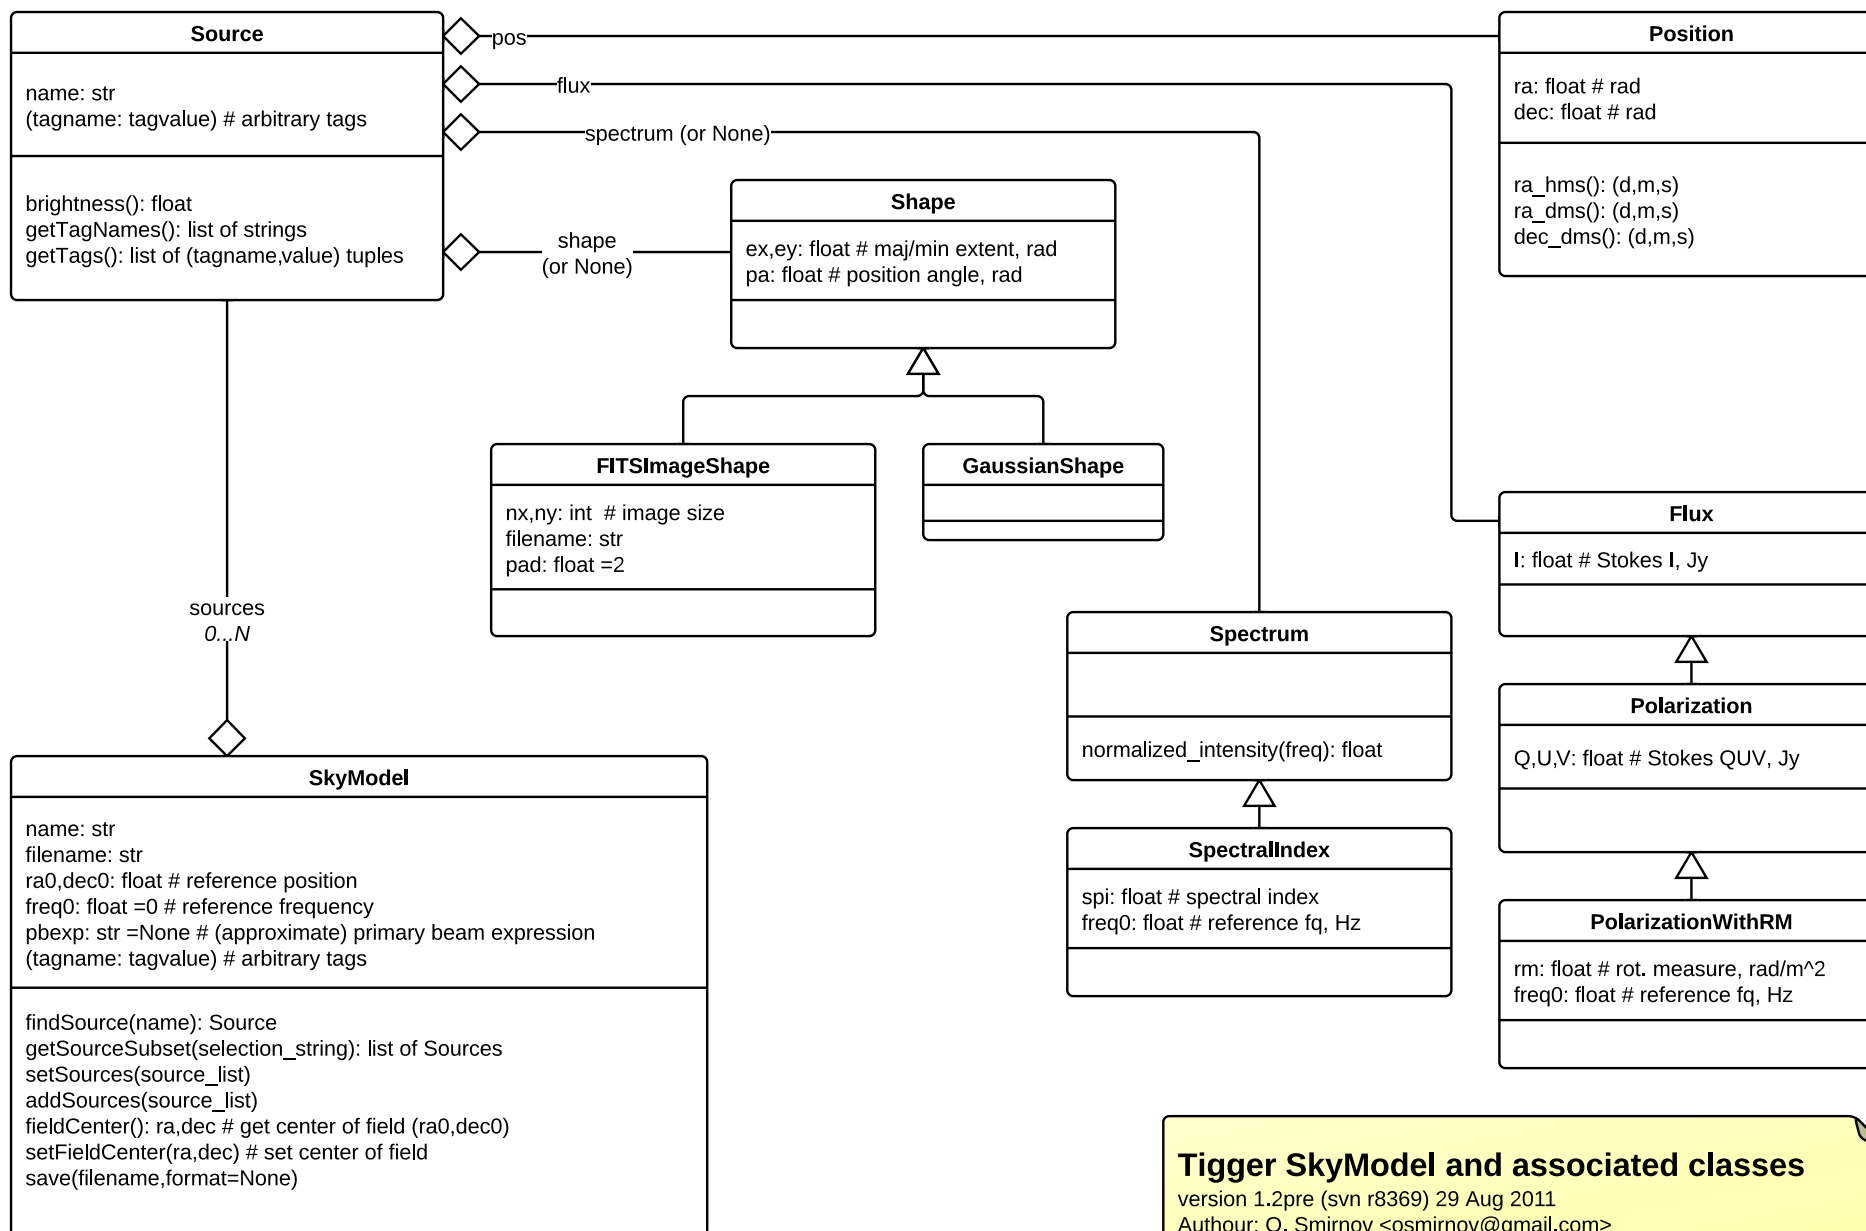 Source
name: str
(tagname: tagvalue) # arbitrary tags
brightness(): float
getTagNames(): list of strings
getTags(): list of (tagname,value) tuples
pos
flux
spectrum (or None)
shape
(or None)
Position
ra: float # rad
dec: float # rad
ra_hms(): (d,m,s)
ra_dms(): (d,m,s)
dec_dms(): (d,m,s)
Shape
ex,ey: float # maj/min extent, rad
pa: float # position angle, rad
FITSImageShape
nx,ny: int  # image size
filename: str
pad: float =2
GaussianShape
Flux
I: float # Stokes I, Jy
sources
0...N
Spectrum
normalized_intensity(freq): float
Polarization
Q,U,V: float # Stokes QUV, Jy
SkyModel
name: str
filename: str
ra0,dec0: float # reference position
freq0: float =0 # reference frequency
pbexp: str =None # (approximate) primary beam expression
(tagname: tagvalue) # arbitrary tags
findSource(name): Source
getSourceSubset(selection_string): list of Sources
setSources(source_list)
addSources(source_list)
fieldCenter(): ra,dec # get center of field (ra0,dec0)
setFieldCenter(ra,dec) # set center of field
save(filename,format=None)
SpectralIndex
spi: float # spectral index
freq0: float # reference fq, Hz
PolarizationWithRM
rm: float # rot. measure, rad/m^2
freq0: float # reference fq, Hz
Tigger SkyModel and associated classes
version 1.2pre (svn r8369) 29 Aug 2011
Authour: O. Smirnov <osmirnov@gmail.com>